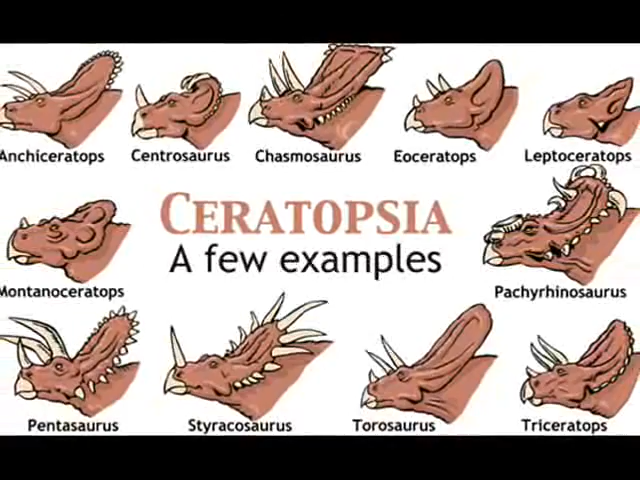 Anchiceratops Centrosaurus Chasmosaurus Eoceratops Leptoceratops
CERATOPSIA
A few examples
Montanoceratops Pachyrhinosaurus
Pentasaurus Styracosaurus Torosaurus Triceratops